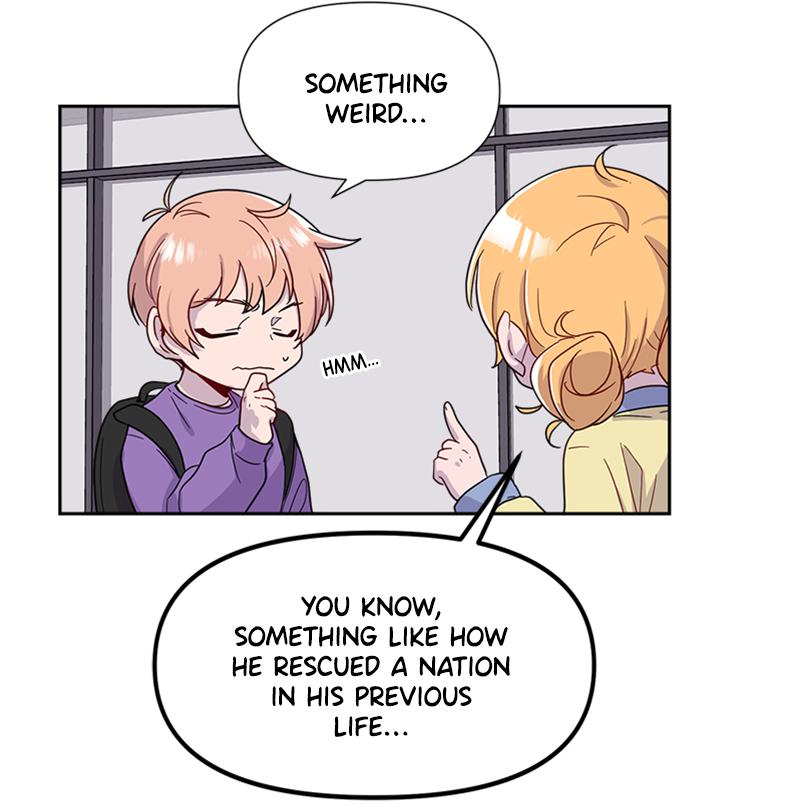 SOMETHING
WEIRD...
HMM...
YOU KNOW,
SOMETHING LIKE HOW
HE RESCUED A NATION
IN HIS PREVIOUS
LIFE...